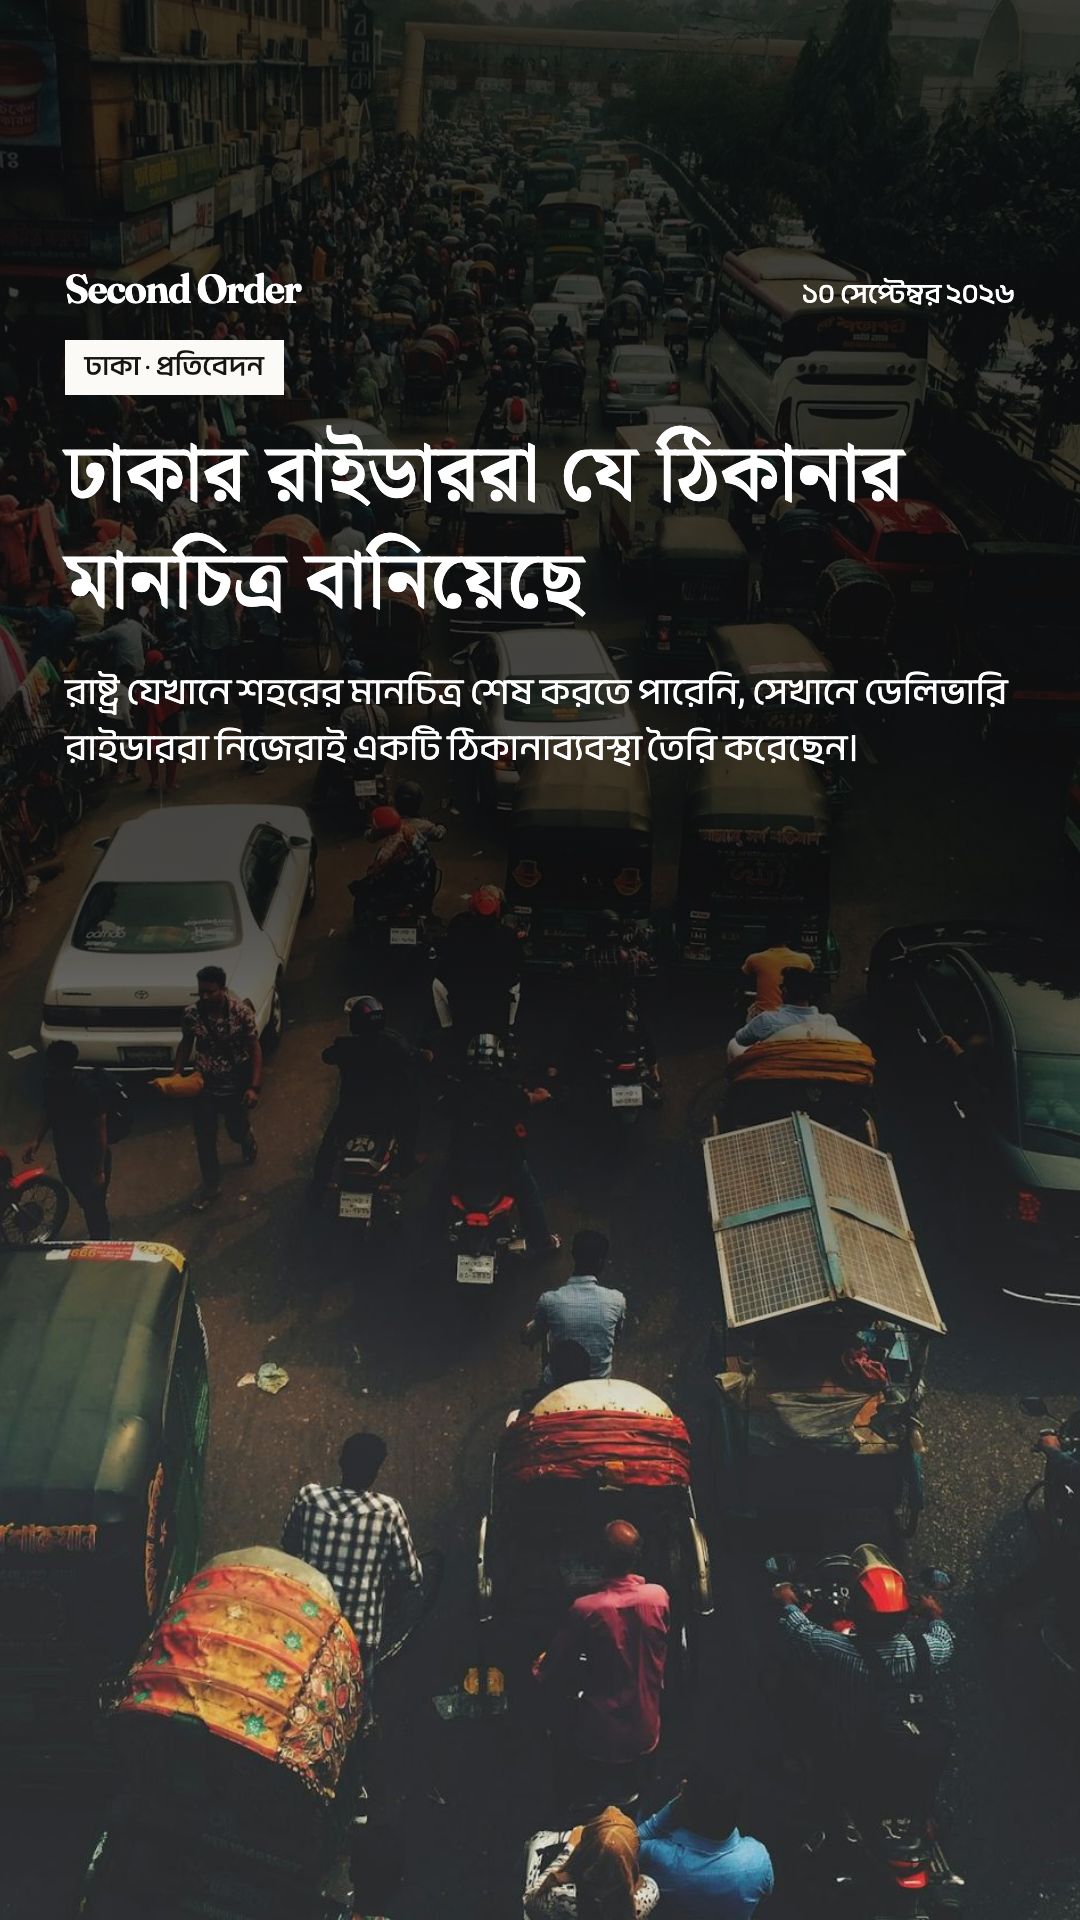 Second Order
১০ সেপ্টেম্বর ২০২৬
ঢাকা · প্রতিবেদন
ঢাকার রাইডাররা যে ঠিকানার
মানচিত্র বানিয়েছে
রাষ্ট্র যেখানে শহরের মানচিত্র শেষ করতে পারেনি, সেখানে ডেলিভারি
রাইডাররা নিজেরাই একটি ঠিকানাব্যবস্থা তৈরি করেছেন।